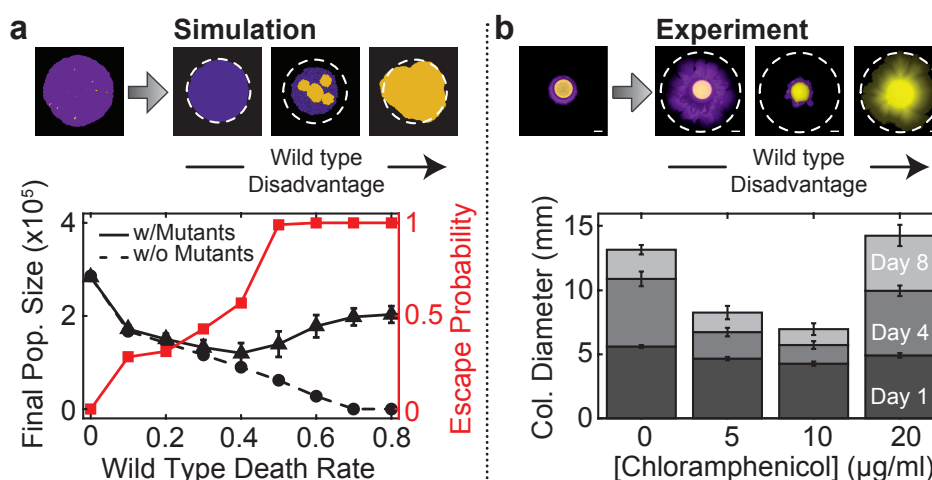 a
Simulation
Wild type
Disadvantage
4
2
0
Final Pop. Size (x10⁵)
w/Mutants
w/o Mutants
1
0.5
0
Escape Probability
0 0.2 0.4 0.6 0.8
Wild Type Death Rate
b
Experiment
Wild type
Disadvantage
15
10
5
0
Col. Diameter (mm)
Day 8
Day 4
Day 1
0 5 10 20
[Chloramphenicol] (µg/ml)